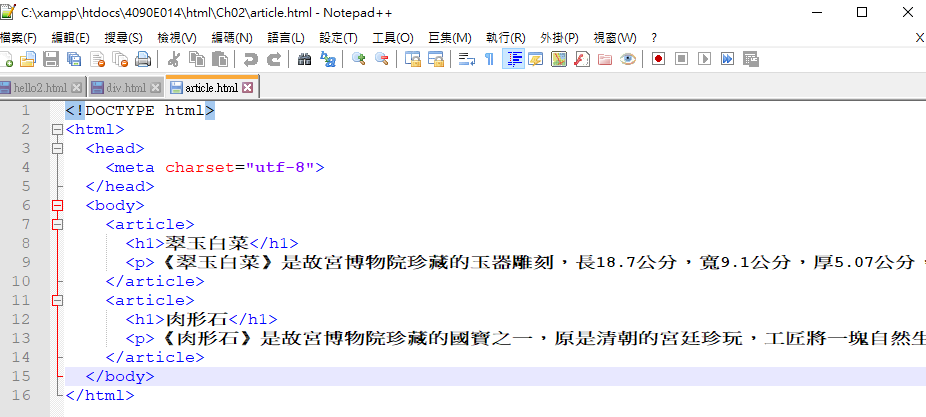 C:\xampp\htdocs\4090E014\html\Ch02\article.html - Notepad++
檔案(F) 編輯(E) 搜尋(S) 檢視(V) 編碼(N) 語言(L) 設定(T) 工具(O) 巨集(M) 執行(R) 外掛(P) 視窗(W) ? X
hello2.html div.html article.html
1 <!DOCTYPE html>
2 <html>
3 <head>
4 <meta charset="utf-8">
5 </head>
6 <body>
7 <article>
8 <h1>翠玉白菜</h1>
9 <p>《翠玉白菜》是故宮博物院珍藏的玉器雕刻，長18.7公分，寬9.1公分，厚5.07公分，
10 </article>
11 <article>
12 <h1>肉形石</h1>
13 <p>《肉形石》是故宮博物院珍藏的國寶之一，原是清朝的宮廷珍玩，工匠將一塊自然生
14 </article>
15 </body>
16 </html>